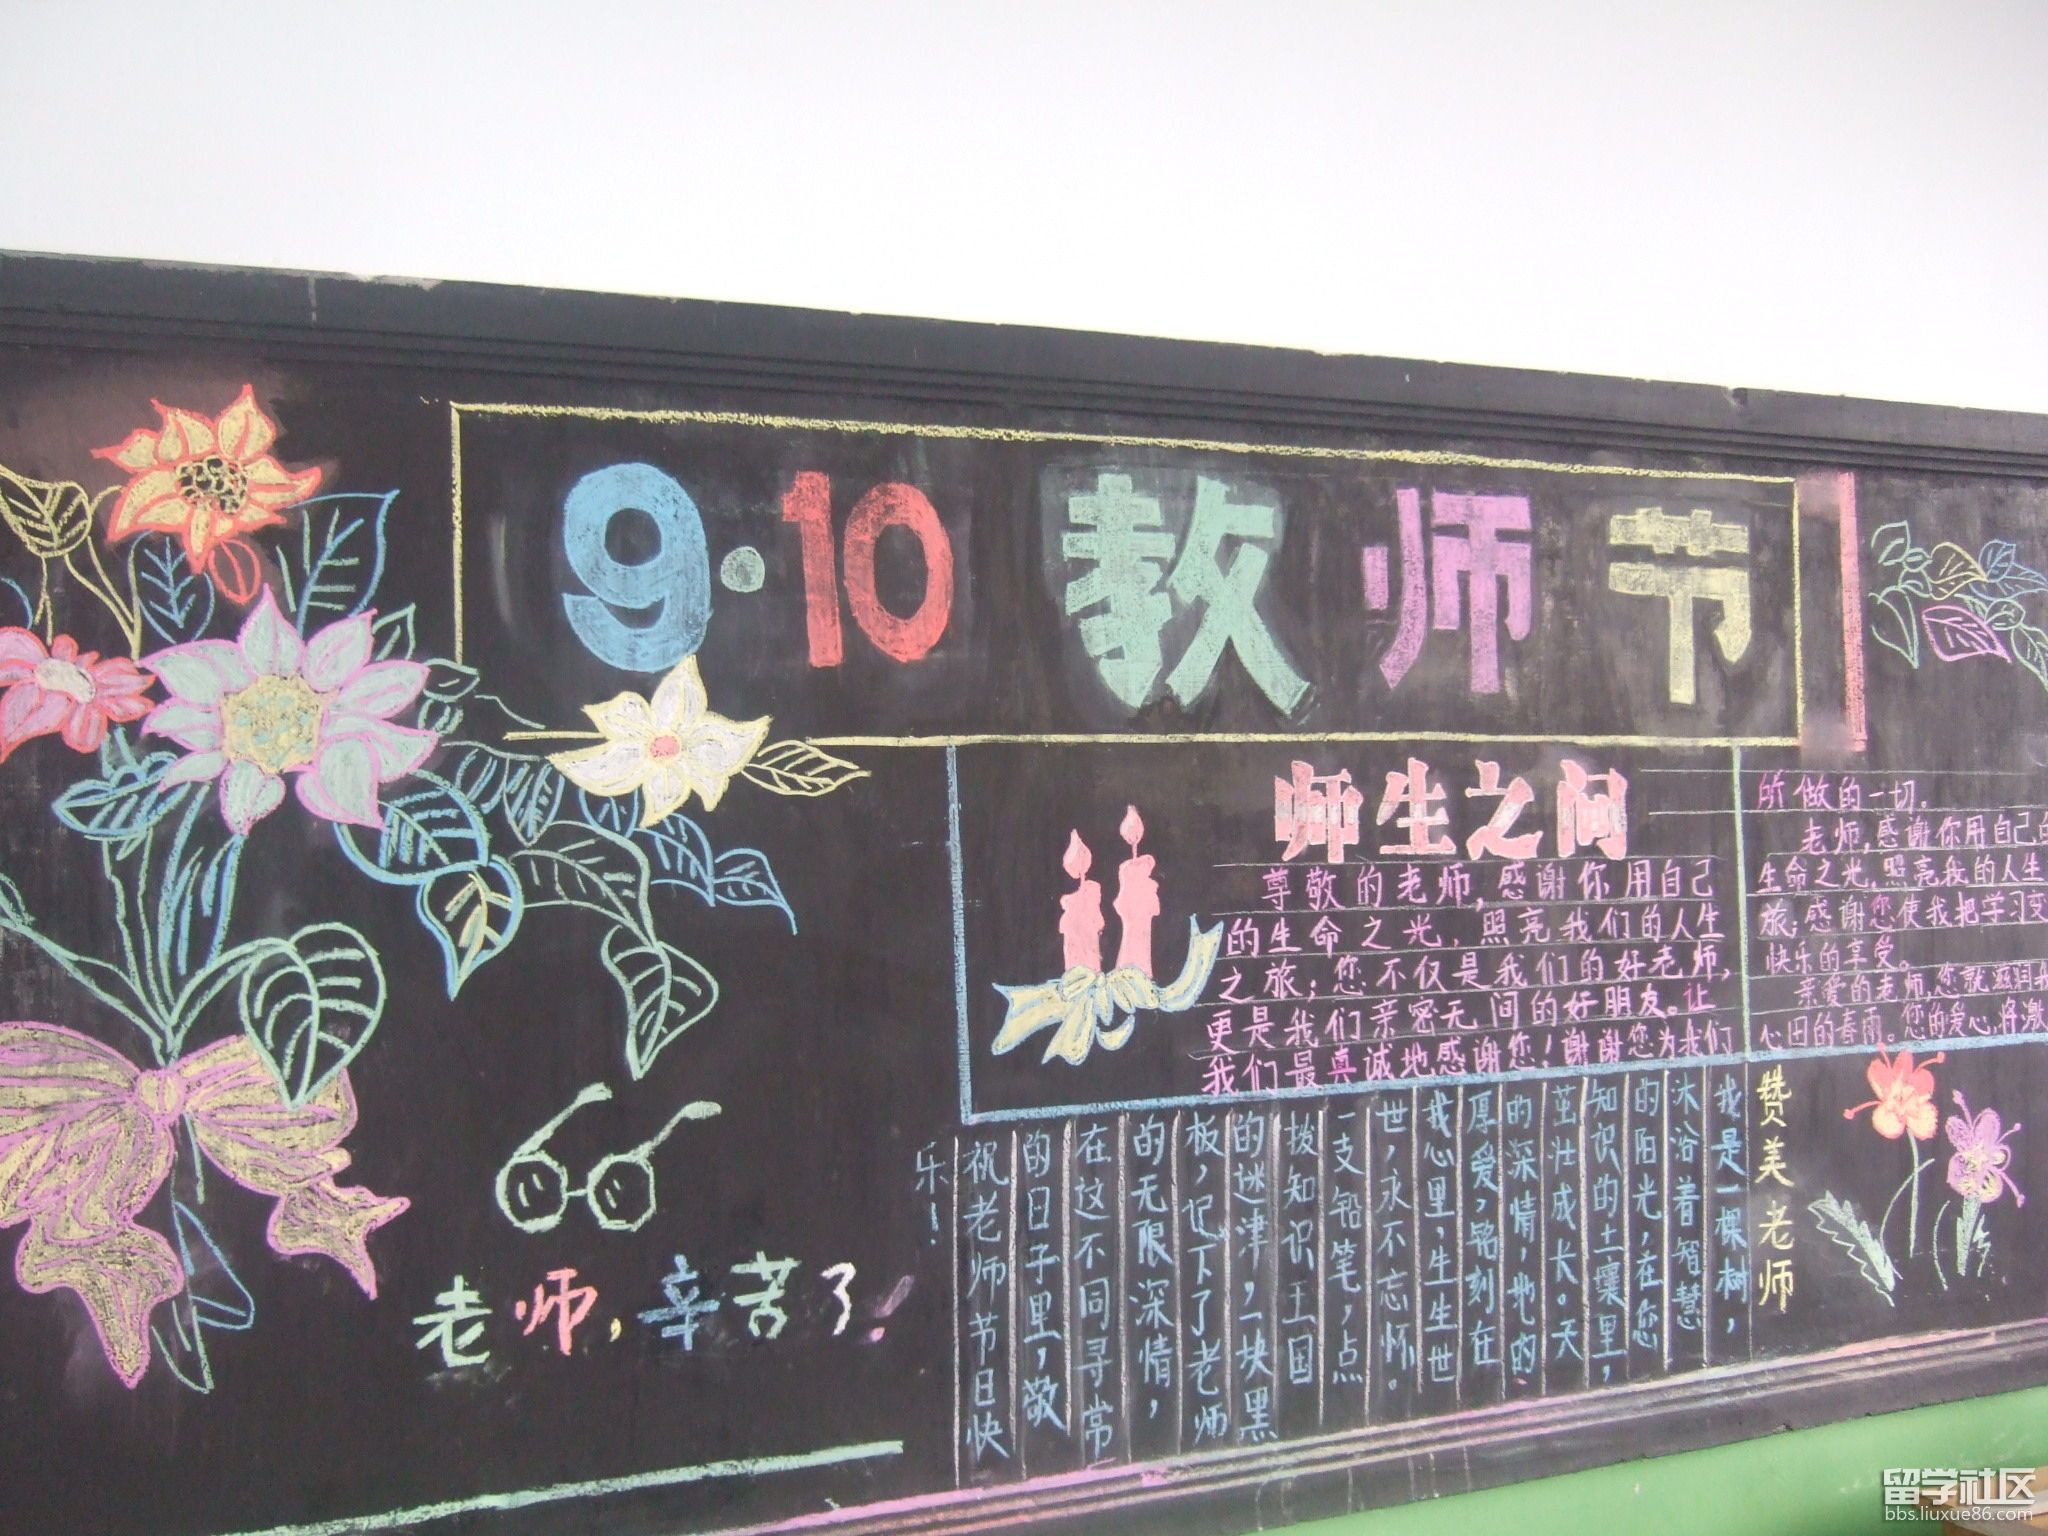 9·10 教师节
师生之间
尊敬的老师,感谢你用自己
的生命之光,照亮我们的人生
之旅;您不仅是我们的好老师,
更是我们亲密无间的好朋友。让
我们最真诚地感谢您!谢谢您为我们
所做的一切。
老师,感谢你用自己的
生命之光,照亮我的人生
旅;感谢您使我把学习变
快乐的享受。
亲爱的老师,您就滋润我
心田的春雨。您的爱心,将激
赞美老师
我是一棵树,
沐浴着智慧
的阳光,在您
知识的土壤里,
茁壮成长。天
的深情,地的
厚爱,铭刻在
我心里,生生世
世,永不忘怀。
一支铅笔,点
拨知识王国
的谜津,一块黑
板,记下了老师
的无限深情,
在这不同寻常
的日子里,敬
祝老师节日快
乐!
老师,辛苦了!
留学社区
bbs.liuxue86.com